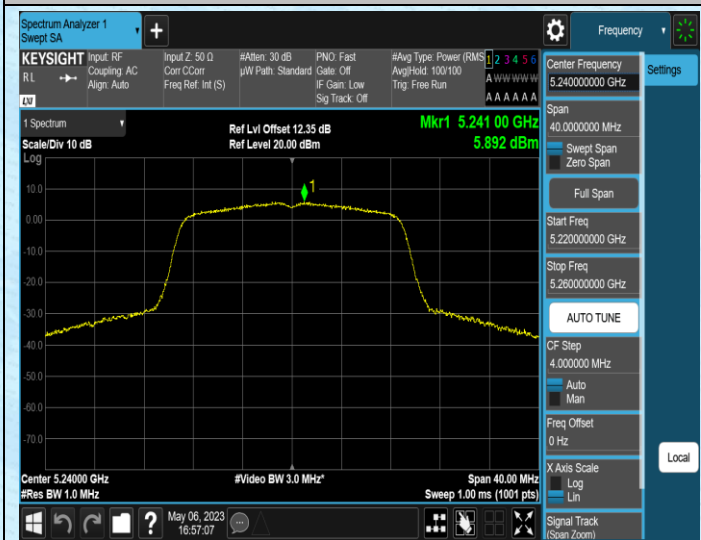 Spectrum Analyzer 1
Swept SA
Frequency
KEYSIGHT
RL
LXI
Input: RF
Coupling: AC
Align: Auto
Input Z: 50 Ω
Corr CCorr
Freq Ref: Int (S)
#Atten: 30 dB
µW Path: Standard
PNO: Fast
Gate: Off
IF Gain: Low
Sig Track: Off
#Avg Type: Power (RMS
Avg|Hold: 100/100
Trig: Free Run
1 2 3 4 5 6
A W W W W W
A A A A A A
1 Spectrum
Scale/Div 10 dB
Log
Ref Lvl Offset 12.35 dB
Ref Level 20.00 dBm
Mkr1 5.241 00 GHz
5.892 dBm
1
10.0
0.00
-10.0
-20.0
-30.0
-40.0
-50.0
-60.0
-70.0
Center 5.24000 GHz
#Res BW 1.0 MHz
#Video BW 3.0 MHz*
Span 40.00 MHz
Sweep 1.00 ms (1001 pts)
May 06, 2023
16:57:07
Center Frequency
5.240000000 GHz
Settings
Span
40.0000000 MHz
Swept Span
Zero Span
Full Span
Start Freq
5.220000000 GHz
Stop Freq
5.260000000 GHz
AUTO TUNE
CF Step
4.000000 MHz
Auto
Man
Freq Offset
0 Hz
X Axis Scale
Log
Lin
Local
Signal Track
(Span Zoom)